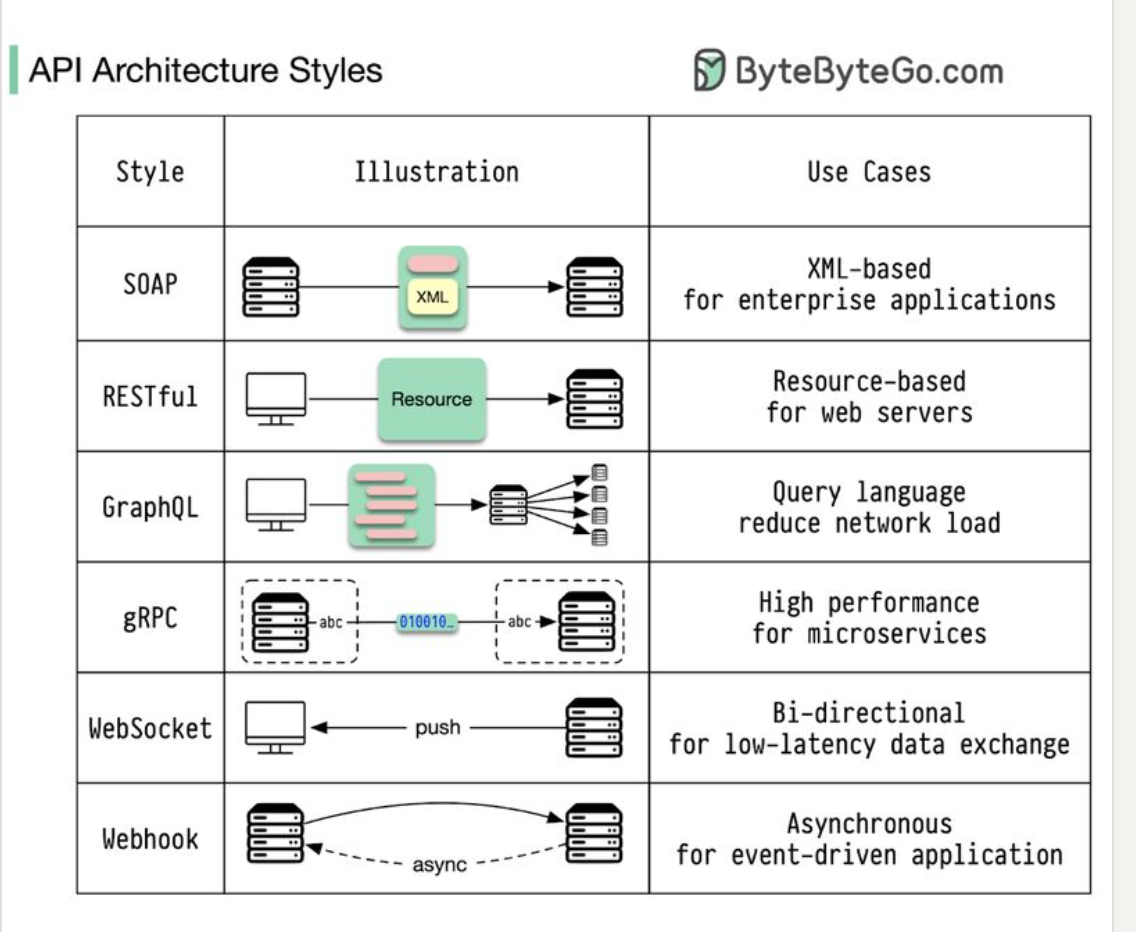 API Architecture Styles
ByteByteGo.com
Style
Illustration
Use Cases
SOAP
XML
XML-based
for enterprise applications
RESTful
Resource
Resource-based
for web servers
GraphQL
Query language
reduce network load
gRPC
abc
010010…
abc
High performance
for microservices
WebSocket
push
Bi-directional
for low-latency data exchange
Webhook
async
Asynchronous
for event-driven application